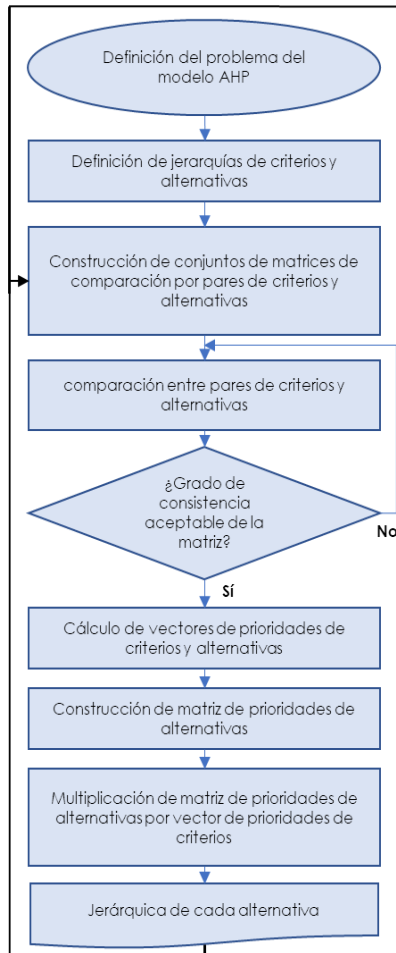 Definición del problema del
modelo AHP
Definición de jerarquías de criterios y
alternativas
Construcción de conjuntos de matrices de
comparación por pares de criterios y
alternativas
comparación entre pares de criterios y
alternativas
¿Grado de
consistencia
aceptable de la
matriz?
No
Sí
Cálculo de vectores de prioridades de
criterios y alternativas
Construcción de matriz de prioridades de
alternativas
Multiplicación de matriz de prioridades de
alternativas por vector de prioridades de
criterios
Jerárquica de cada alternativa